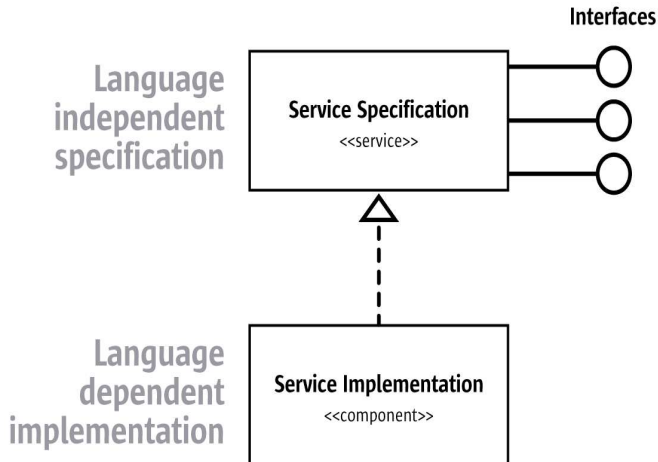 Interfaces
Language
independent
specification
Service Specification
<<service>>
Language
dependent
implementation
Service Implementation
<<component>>